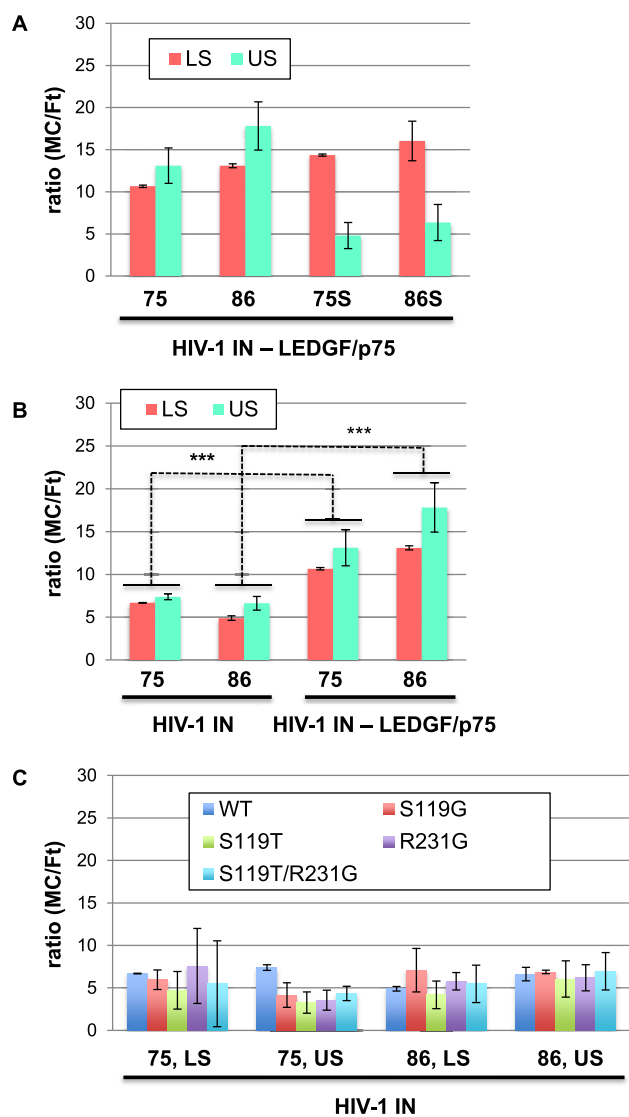 A
30
25
20
15
10
5
0
ratio (MC/Ft)
LS US
75 86 75S 86S
HIV-1 IN – LEDGF/p75
B
30
25
20
15
10
5
0
ratio (MC/Ft)
LS US
***
***
75 86 75 86
HIV-1 IN HIV-1 IN – LEDGF/p75
C
30
25
20
15
10
5
0
ratio (MC/Ft)
WT S119G
S119T R231G
S119T/R231G
75, LS 75, US 86, LS 86, US
HIV-1 IN